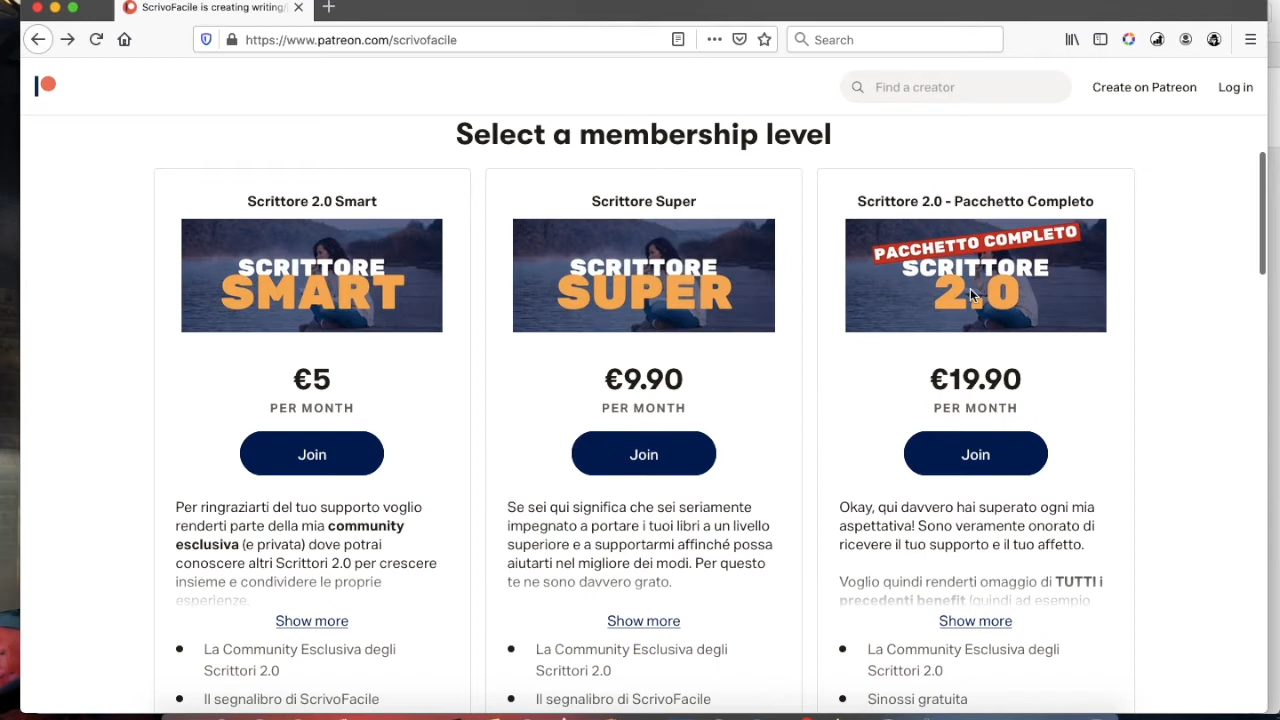 ScrivoFacile is creating writing/
https://www.patreon.com/scrivofacile
Search
Find a creator
Create on Patreon
Log in
Select a membership level
Scrittore 2.0 Smart
SCRITTORE
SMART
€5
PER MONTH
Join
Per ringraziarti del tuo supporto voglio
renderti parte della mia community
esclusiva (e privata) dove potrai
conoscere altri Scrittori 2.0 per crescere
insieme e condividere le proprie
esperienze.
Show more
La Community Esclusiva degli
Scrittori 2.0
Il segnalibro di ScrivoFacile
Scrittore Super
SCRITTORE
SUPER
€9.90
PER MONTH
Join
Se sei qui significa che sei seriamente
impegnato a portare i tuoi libri a un livello
superiore e a supportarmi affinché possa
aiutarti nel migliore dei modi. Per questo
te ne sono davvero grato.
Show more
La Community Esclusiva degli
Scrittori 2.0
Il segnalibro di ScrivoFacile
Scrittore 2.0 - Pacchetto Completo
PACCHETTO COMPLETO
SCRITTORE
2.0
€19.90
PER MONTH
Join
Okay, qui davvero hai superato ogni mia
aspettativa! Sono veramente onorato di
ricevere il tuo supporto e il tuo affetto.
Voglio quindi renderti omaggio di TUTTI i
precedenti benefit (quindi ad esempio
Show more
La Community Esclusiva degli
Scrittori 2.0
Sinossi gratuita